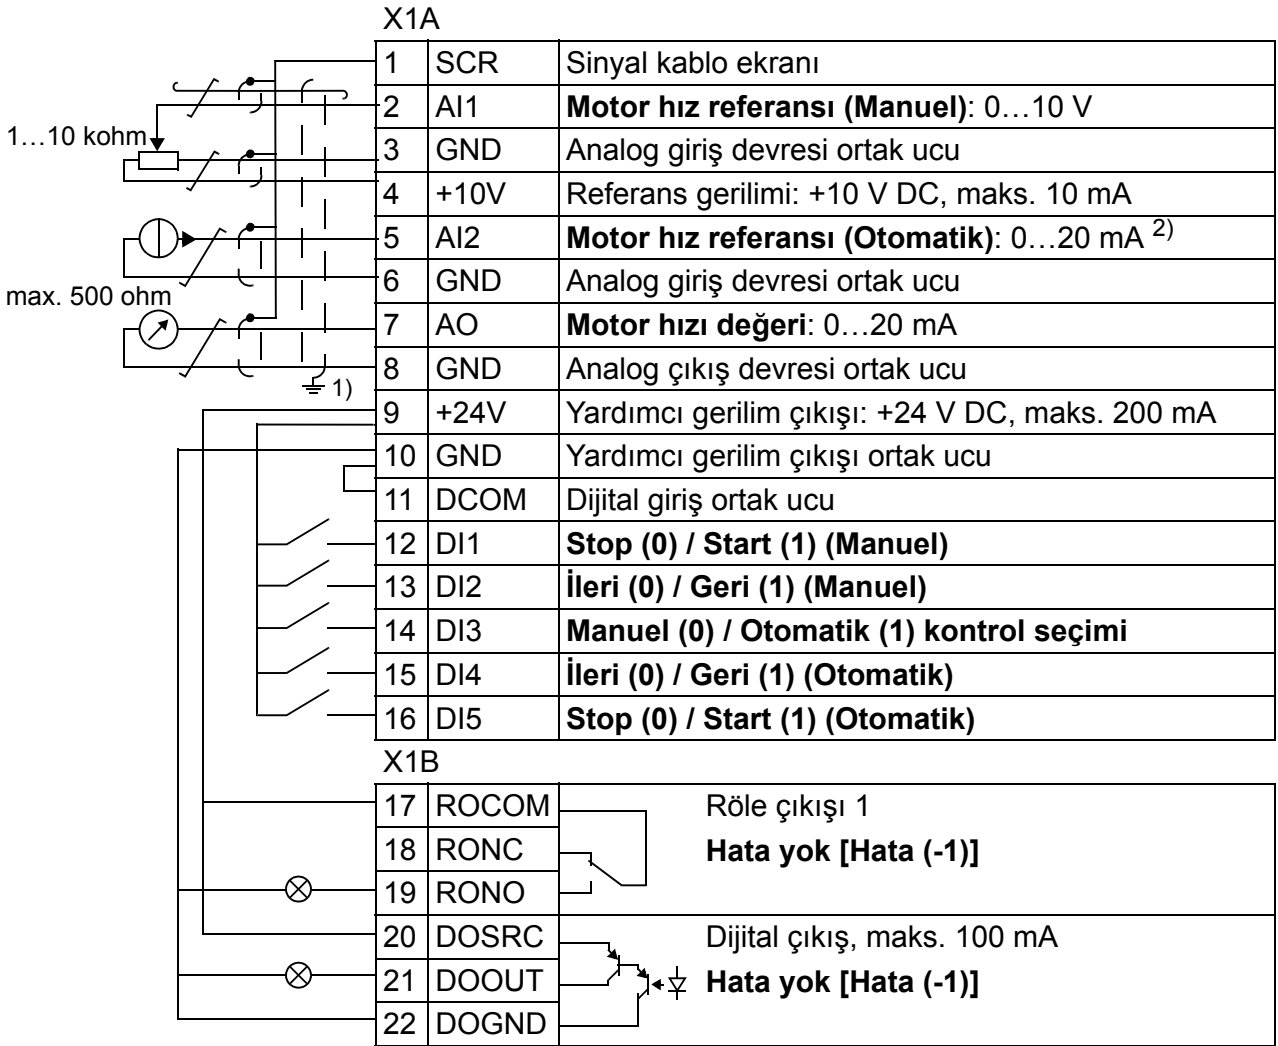 X1A
1 SCR Sinyal kablo ekranı
2 AI1 Motor hız referansı (Manuel): 0…10 V
1…10 kohm
3 GND Analog giriş devresi ortak ucu
4 +10V Referans gerilimi: +10 V DC, maks. 10 mA
5 AI2 Motor hız referansı (Otomatik): 0…20 mA 2)
6 GND Analog giriş devresi ortak ucu
max. 500 ohm
7 AO Motor hızı değeri: 0…20 mA
8 GND Analog çıkış devresi ortak ucu
1)
9 +24V Yardımcı gerilim çıkışı: +24 V DC, maks. 200 mA
10 GND Yardımcı gerilim çıkışı ortak ucu
11 DCOM Dijital giriş ortak ucu
12 DI1 Stop (0) / Start (1) (Manuel)
13 DI2 İleri (0) / Geri (1) (Manuel)
14 DI3 Manuel (0) / Otomatik (1) kontrol seçimi
15 DI4 İleri (0) / Geri (1) (Otomatik)
16 DI5 Stop (0) / Start (1) (Otomatik)
X1B
17 ROCOM Röle çıkışı 1
18 RONC Hata yok [Hata (-1)]
19 RONO
20 DOSRC Dijital çıkış, maks. 100 mA
21 DOOUT Hata yok [Hata (-1)]
22 DOGND